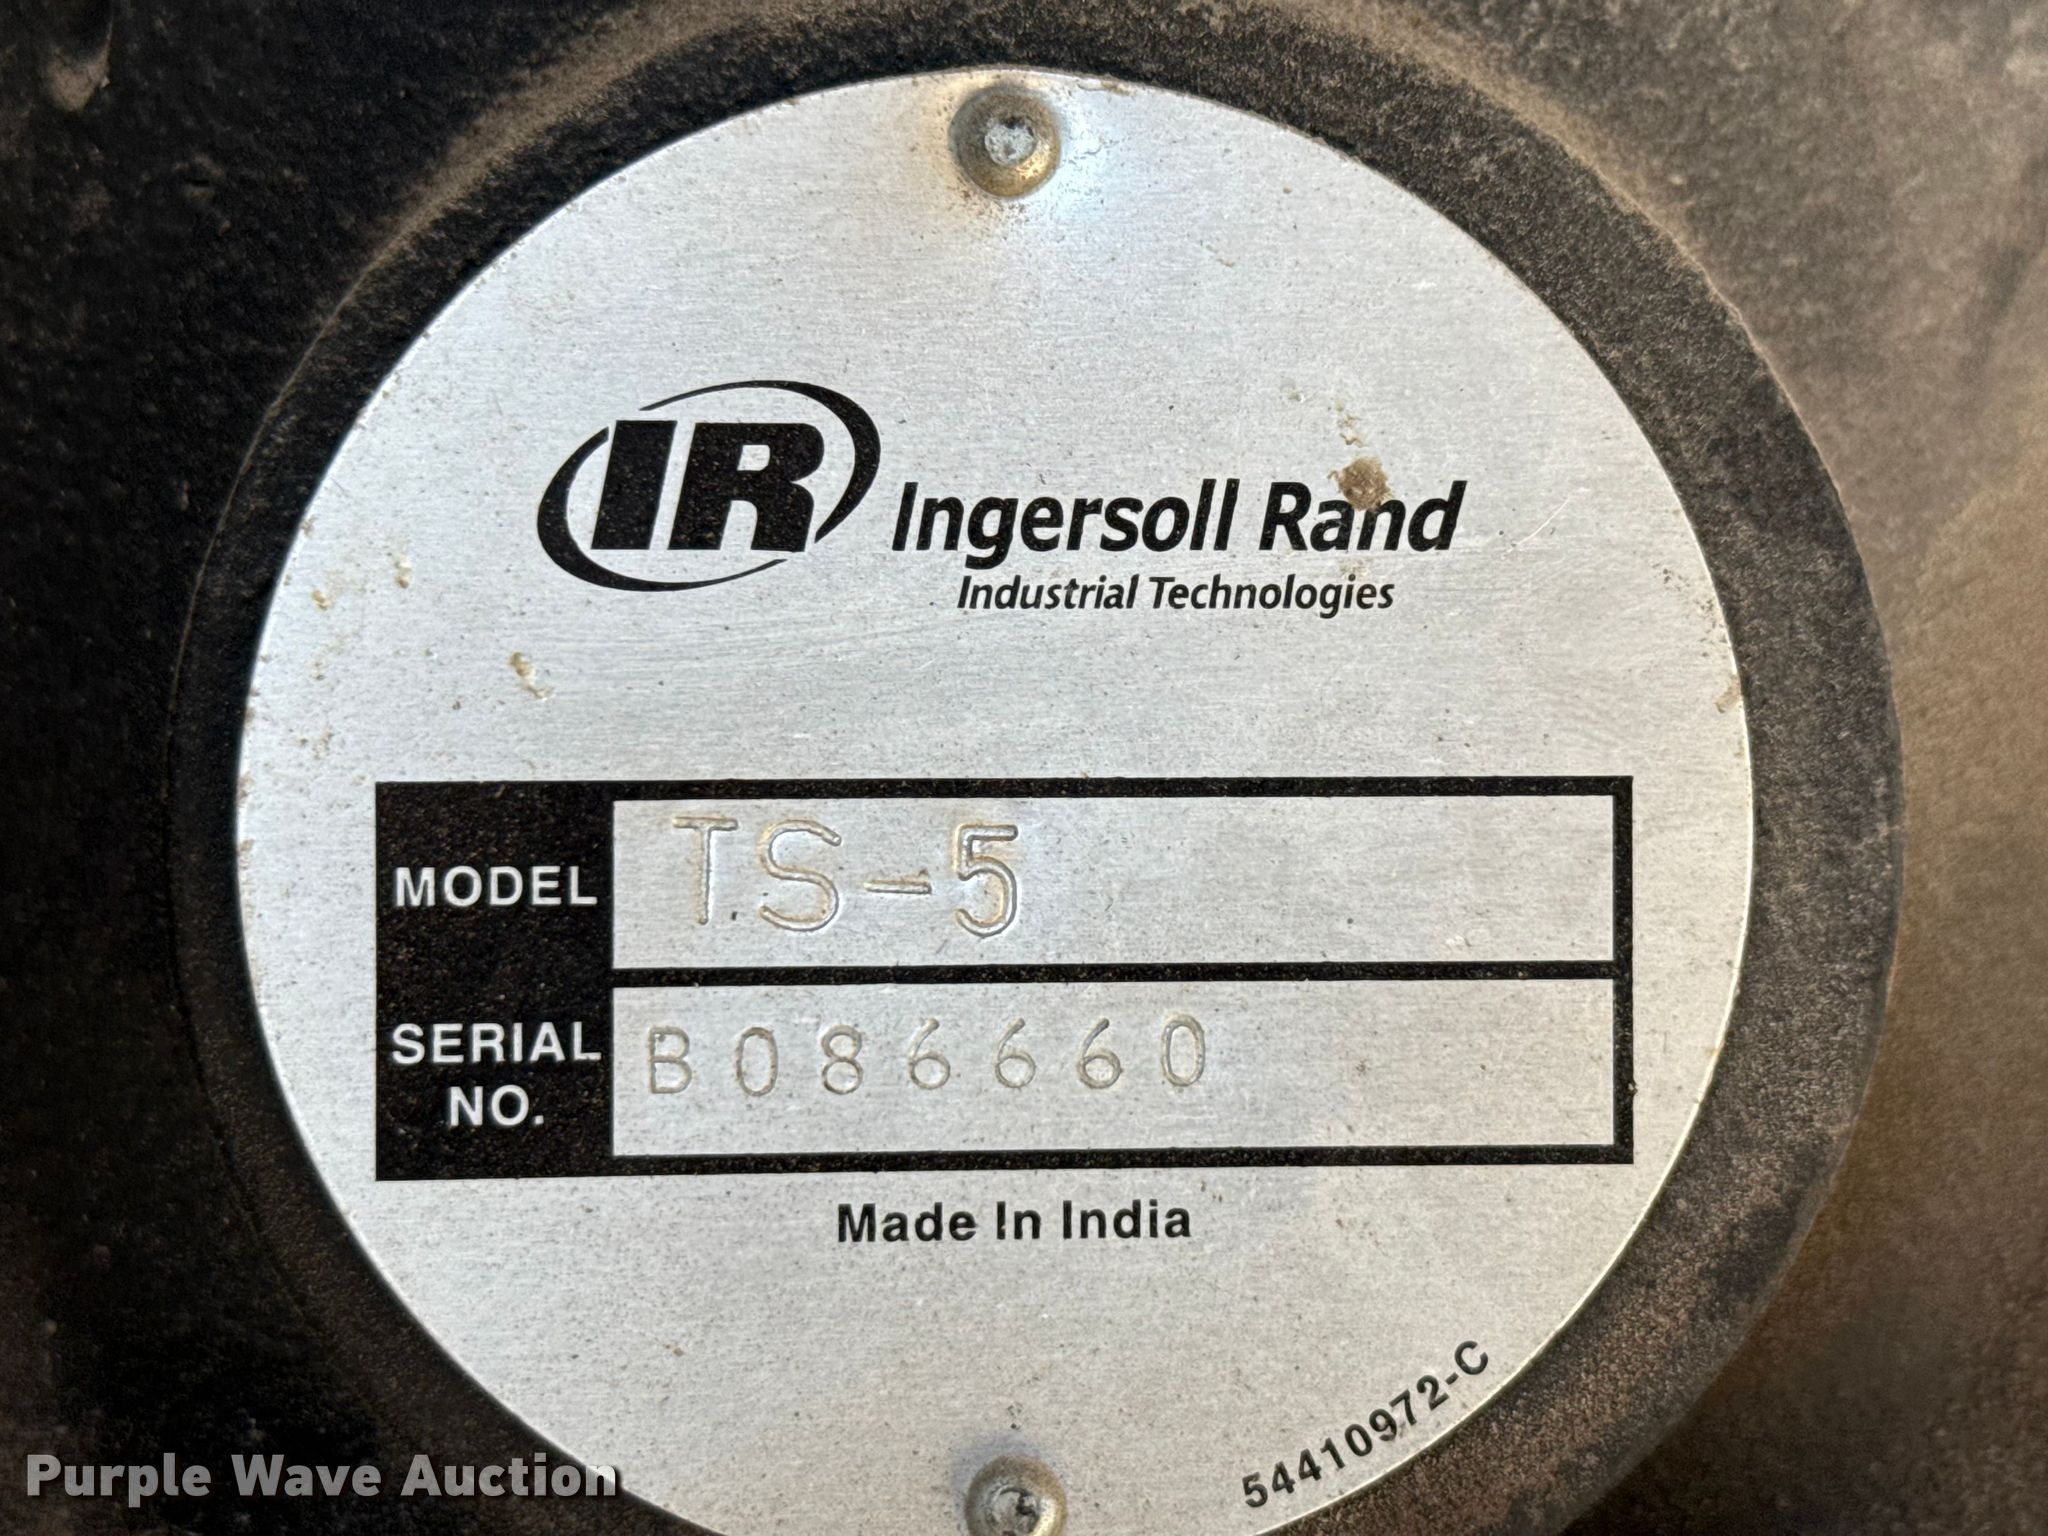 IR Ingersoll Rand
Industrial Technologies
MODEL TS-5
SERIAL NO. B086660
Made In India
54410972-C
Purple Wave Auction